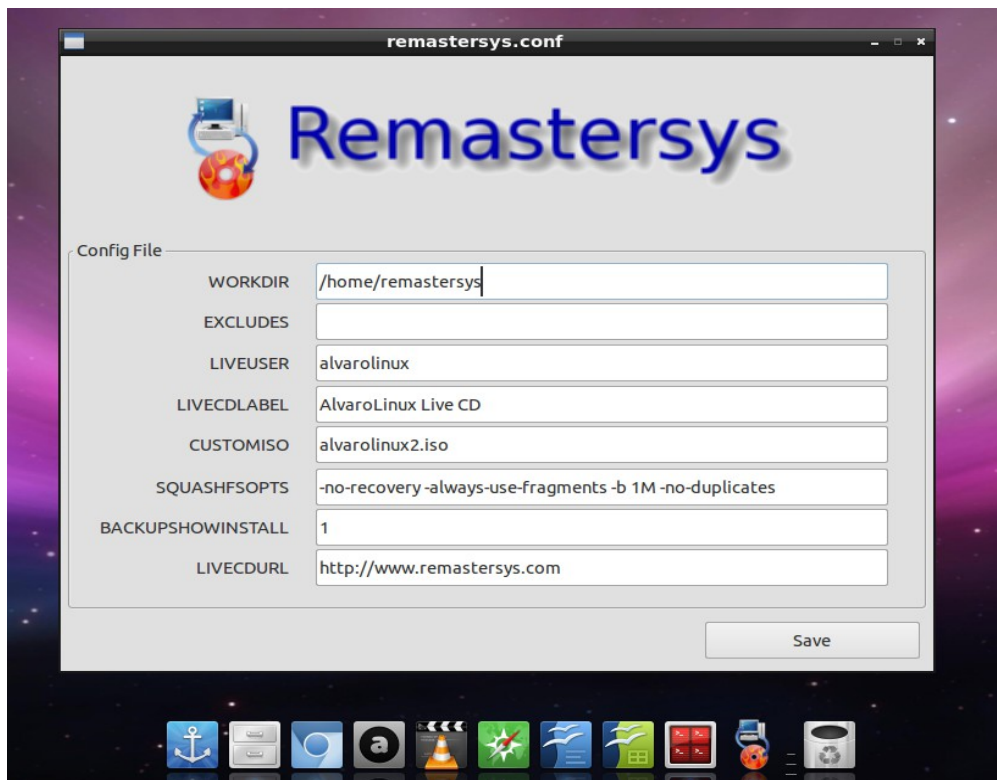 remastersys.conf
Remastersys
Config File
WORKDIR /home/remastersys
EXCLUDES
LIVEUSER alvarolinux
LIVECDLABEL AlvaroLinux Live CD
CUSTOMISO alvarolinux2.iso
SQUASHFSOPTS -no-recovery -always-use-fragments -b 1M -no-duplicates
BACKUPSHOWINSTALL 1
LIVECDURL http://www.remastersys.com
Save
a